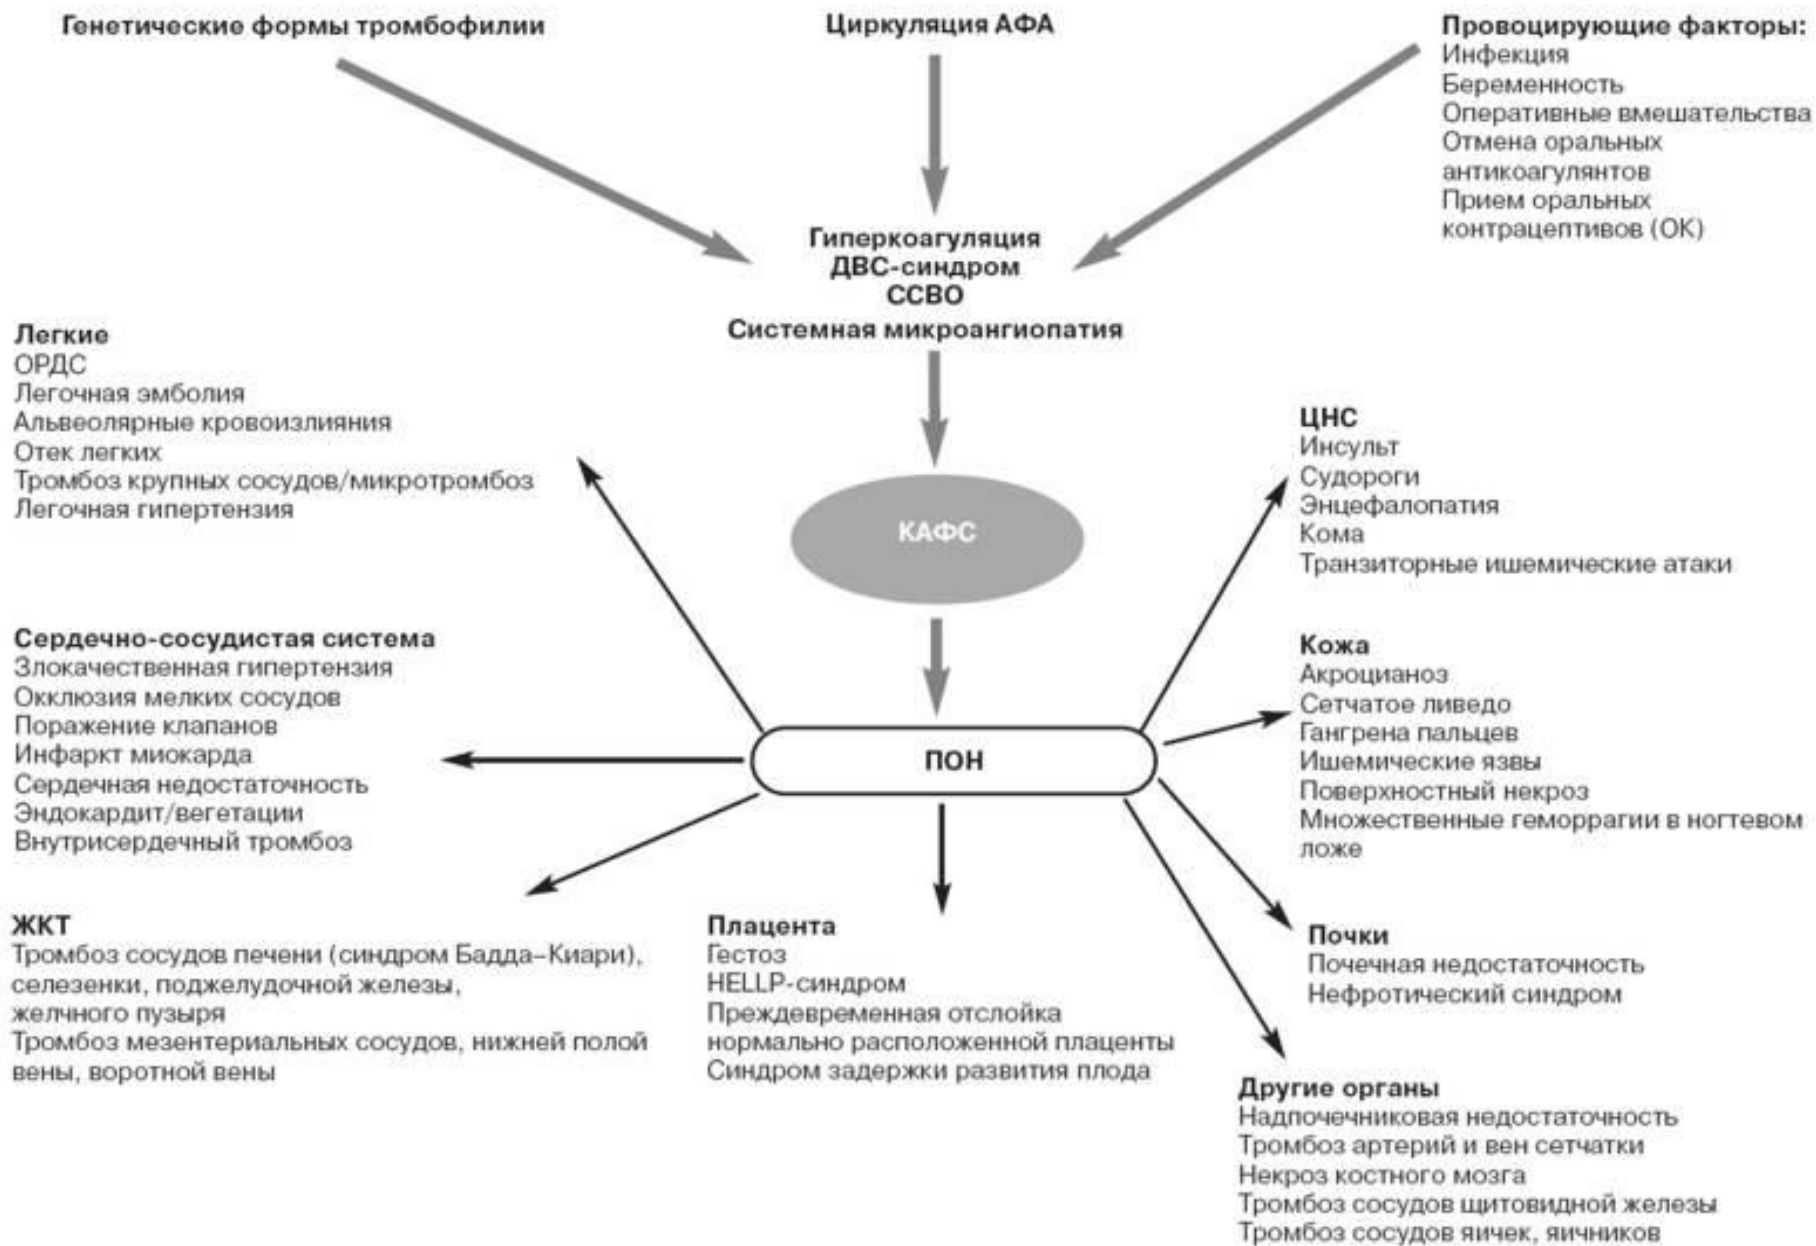 Генетические формы тромбофилии
Циркуляция АФА
Провоцирующие факторы:
Инфекция
Беременность
Оперативные вмешательства
Отмена оральных
антикоагулянтов
Прием оральных
контрацептивов (ОК)
Гиперкоагуляция
ДВС-синдром
ССВО
Системная микроангиопатия
Легкие
ОРДС
Легочная эмболия
Альвеолярные кровоизлияния
Отек легких
Тромбоз крупных сосудов/микротромбоз
Легочная гипертензия
КАФС
ЦНС
Инсульт
Судороги
Энцефалопатия
Кома
Транзиторные ишемические атаки
Сердечно-сосудистая система
Злокачественная гипертензия
Окклюзия мелких сосудов
Поражение клапанов
Инфаркт миокарда
Сердечная недостаточность
Эндокардит/вегетации
Внутрисердечный тромбоз
ПОН
Кожа
Акроцианоз
Сетчатое ливедо
Гангрена пальцев
Ишемические язвы
Поверхностный некроз
Множественные геморрагии в ногтевом
ложе
ЖКТ
Тромбоз сосудов печени (синдром Бадда–Киари),
селезенки, поджелудочной железы,
желчного пузыря
Тромбоз мезентериальных сосудов, нижней полой
вены, воротной вены
Плацента
Гестоз
HELLP-синдром
Преждевременная отслойка
нормально расположенной плаценты
Синдром задержки развития плода
Почки
Почечная недостаточность
Нефротический синдром
Другие органы
Надпочечниковая недостаточность
Тромбоз артерий и вен сетчатки
Некроз костного мозга
Тромбоз сосудов щитовидной железы
Тромбоз сосудов яичек, яичников